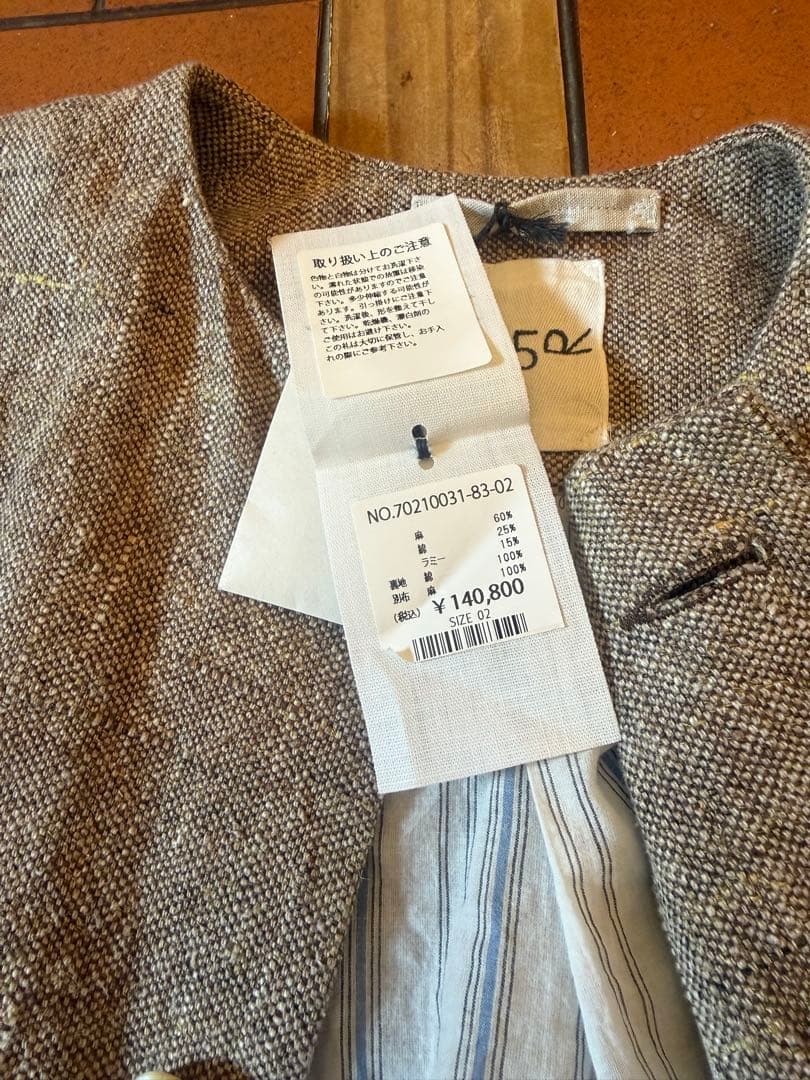 取り扱い上のご注意
色物と白物は分けてお洗濯下さ
い。濡れた状態での放置は移染
の可能性がありますのでご注意
下さい。多少伸縮する可能性が
あります。引っ掛けにご注意下
さい。洗濯後、形を整えて干し
て下さい。乾燥機、漂白剤の
ご使用はお避け下さい。
この札は大切に保管し、お手入
れの際にご参考下さい。
5R
NO.70210031-83-02
麻 60%
綿 25%
ラミー 15%
裏地 綿 100%
別布 麻 100%
(税込) ¥140,800
SIZE 02